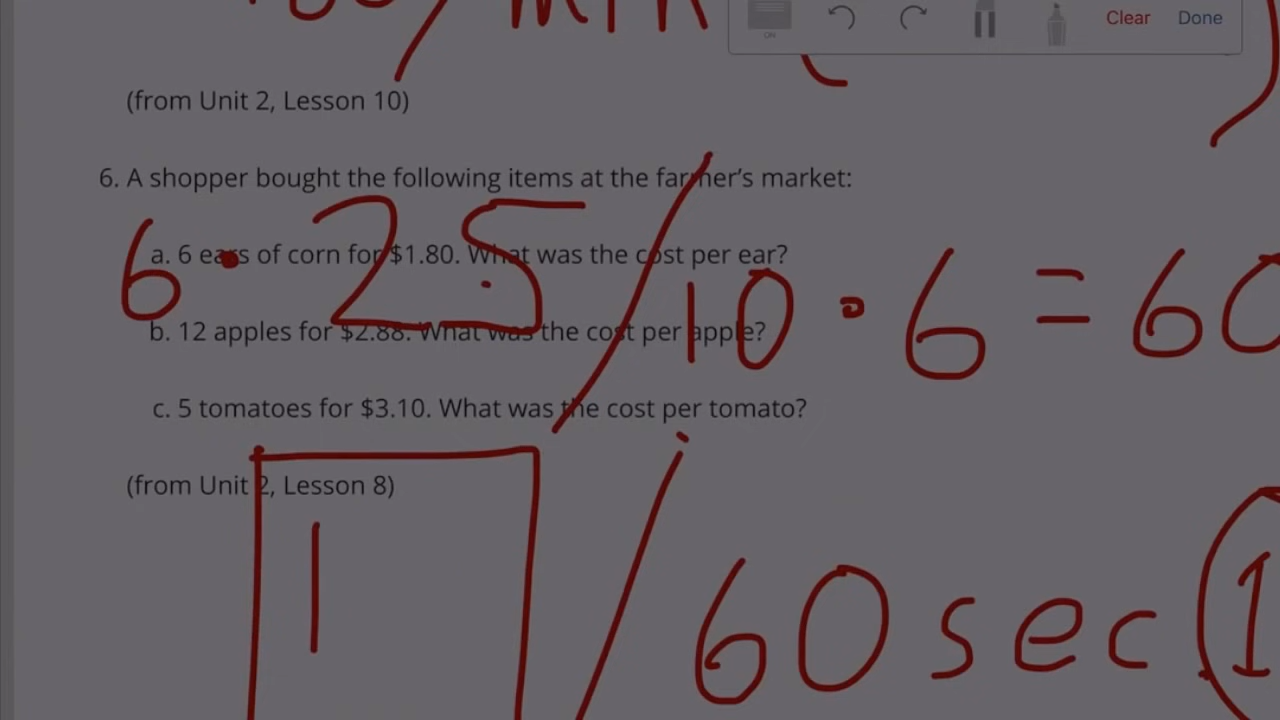 / min (
ON
Clear Done
(from Unit 2, Lesson 10)
6. A shopper bought the following items at the farmer's market:
a. 6 ears of corn for $1.80. What was the cost per ear?
6 · 25 / 10 · 6 = 60
b. 12 apples for $2.88. What was the cost per apple?
c. 5 tomatoes for $3.10. What was the cost per tomato?
(from Unit 2, Lesson 8)
1 / 60 sec (1